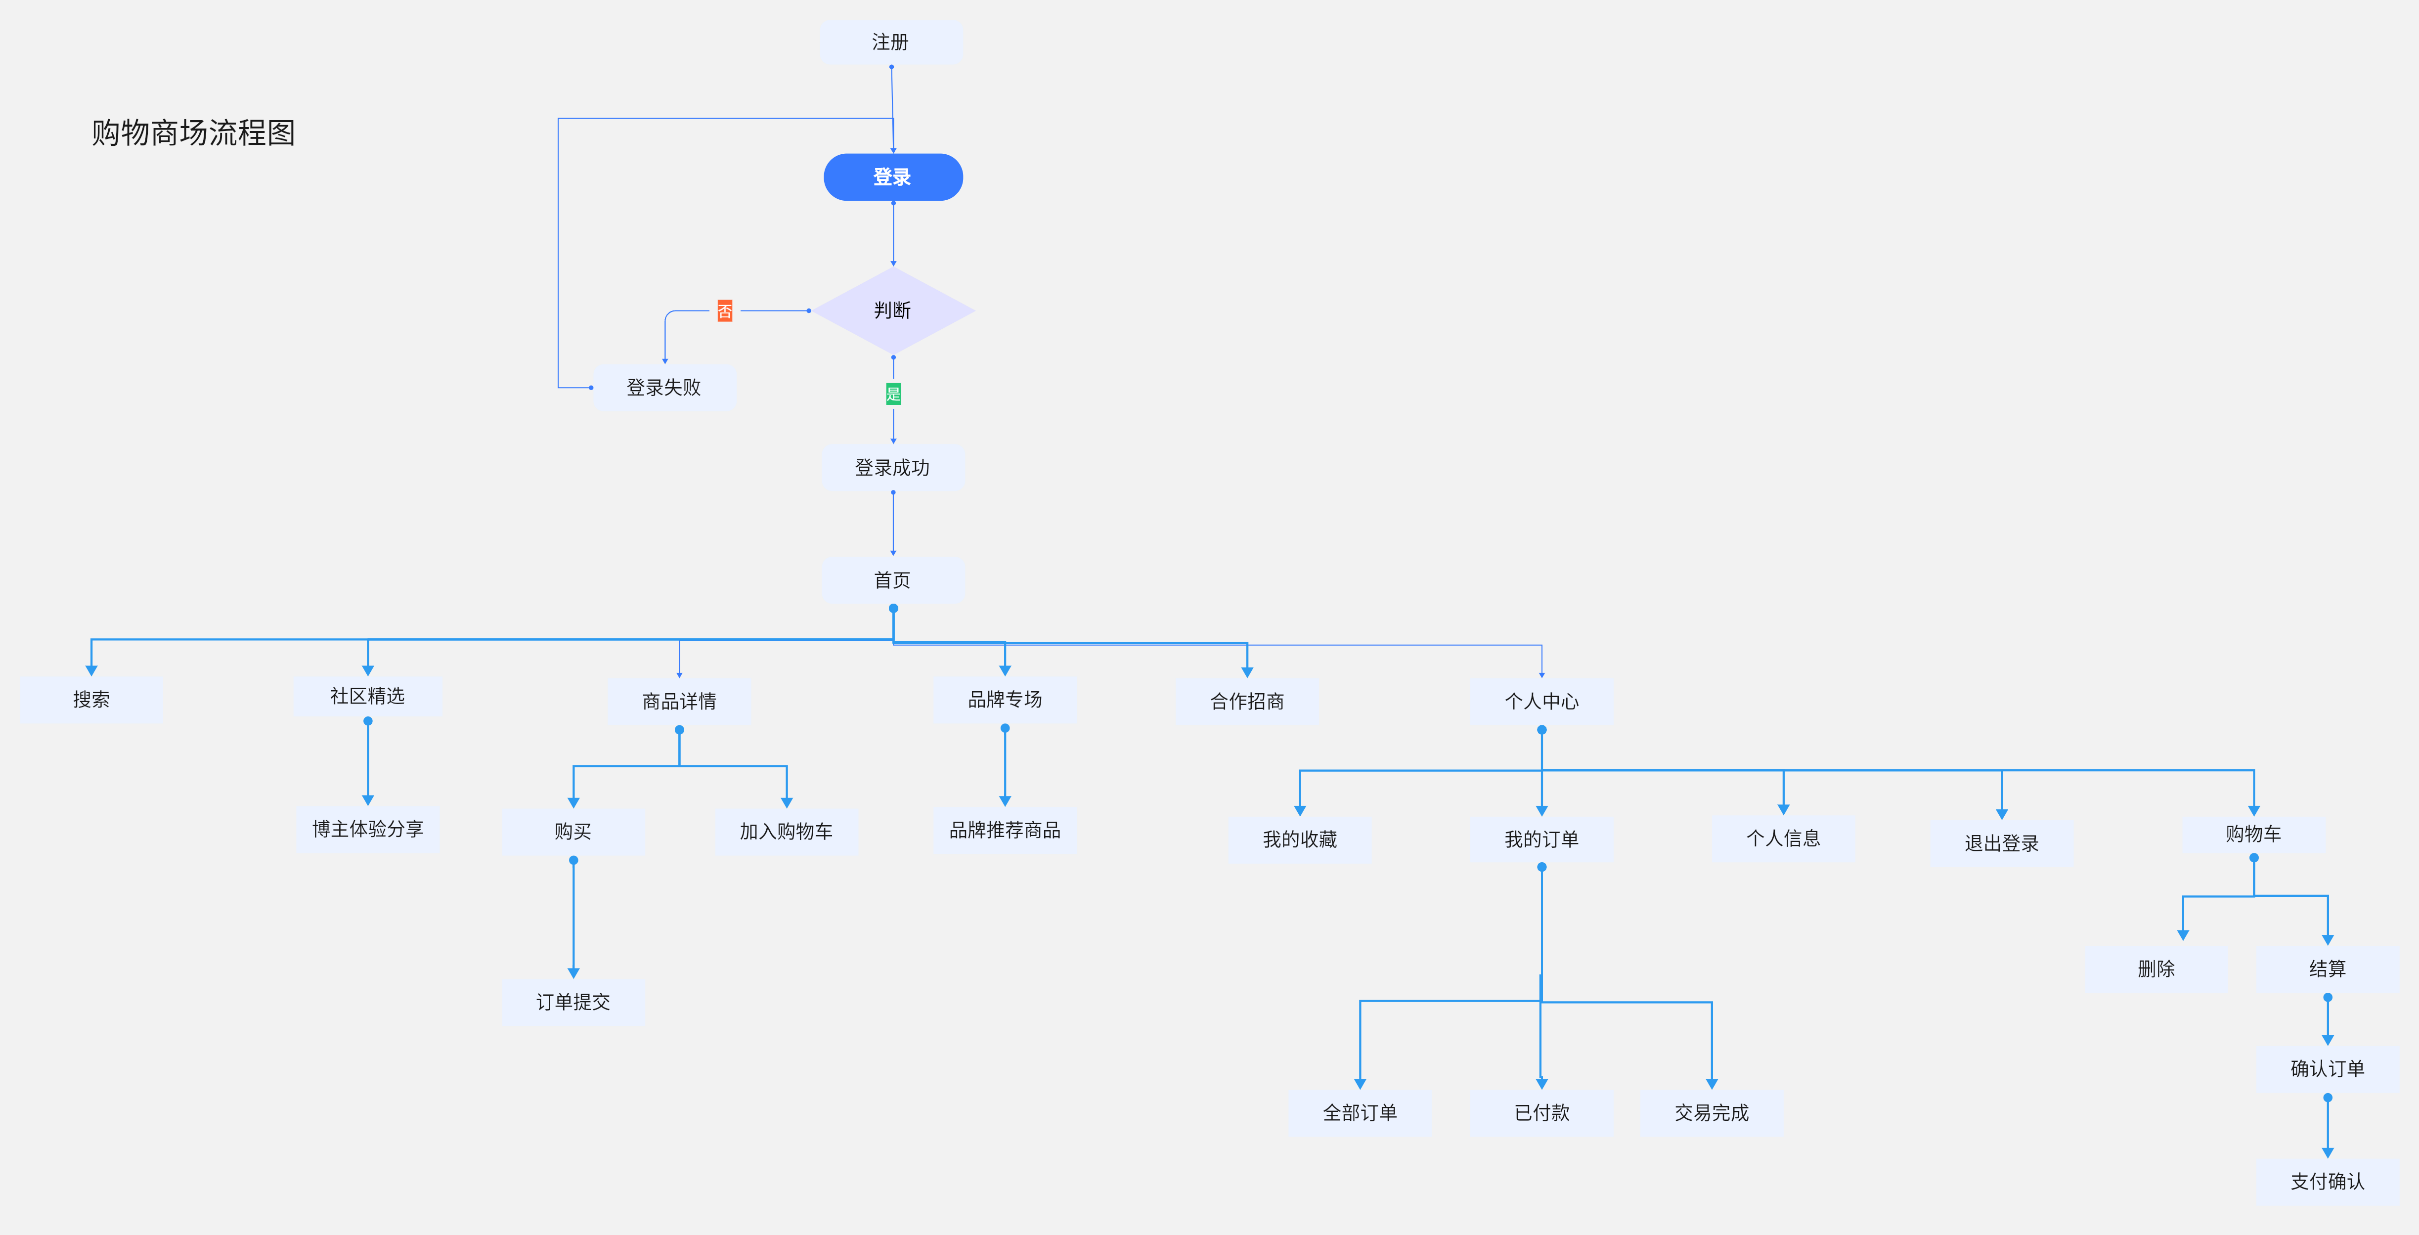 注册
购物商场流程图
登录
判断
否
登录失败
是
登录成功
首页
搜索
社区精选
商品详情
品牌专场
合作招商
个人中心
博主体验分享
购买
加入购物车
品牌推荐商品
我的收藏
我的订单
个人信息
退出登录
购物车
订单提交
删除
结算
确认订单
全部订单
已付款
交易完成
支付确认